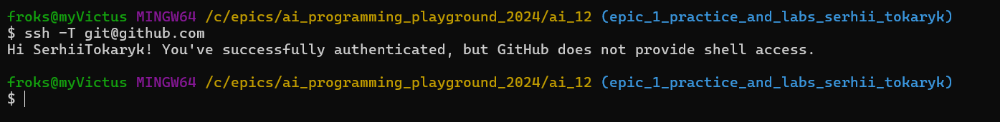 froks@myVictus MINGW64 /c/epics/ai_programming_playground_2024/ai_12 (epic_1_practice_and_labs_serhii_tokaryk)
$ ssh -T git@github.com
Hi SerhiiTokaryk! You've successfully authenticated, but GitHub does not provide shell access.
froks@myVictus MINGW64 /c/epics/ai_programming_playground_2024/ai_12 (epic_1_practice_and_labs_serhii_tokaryk)
$